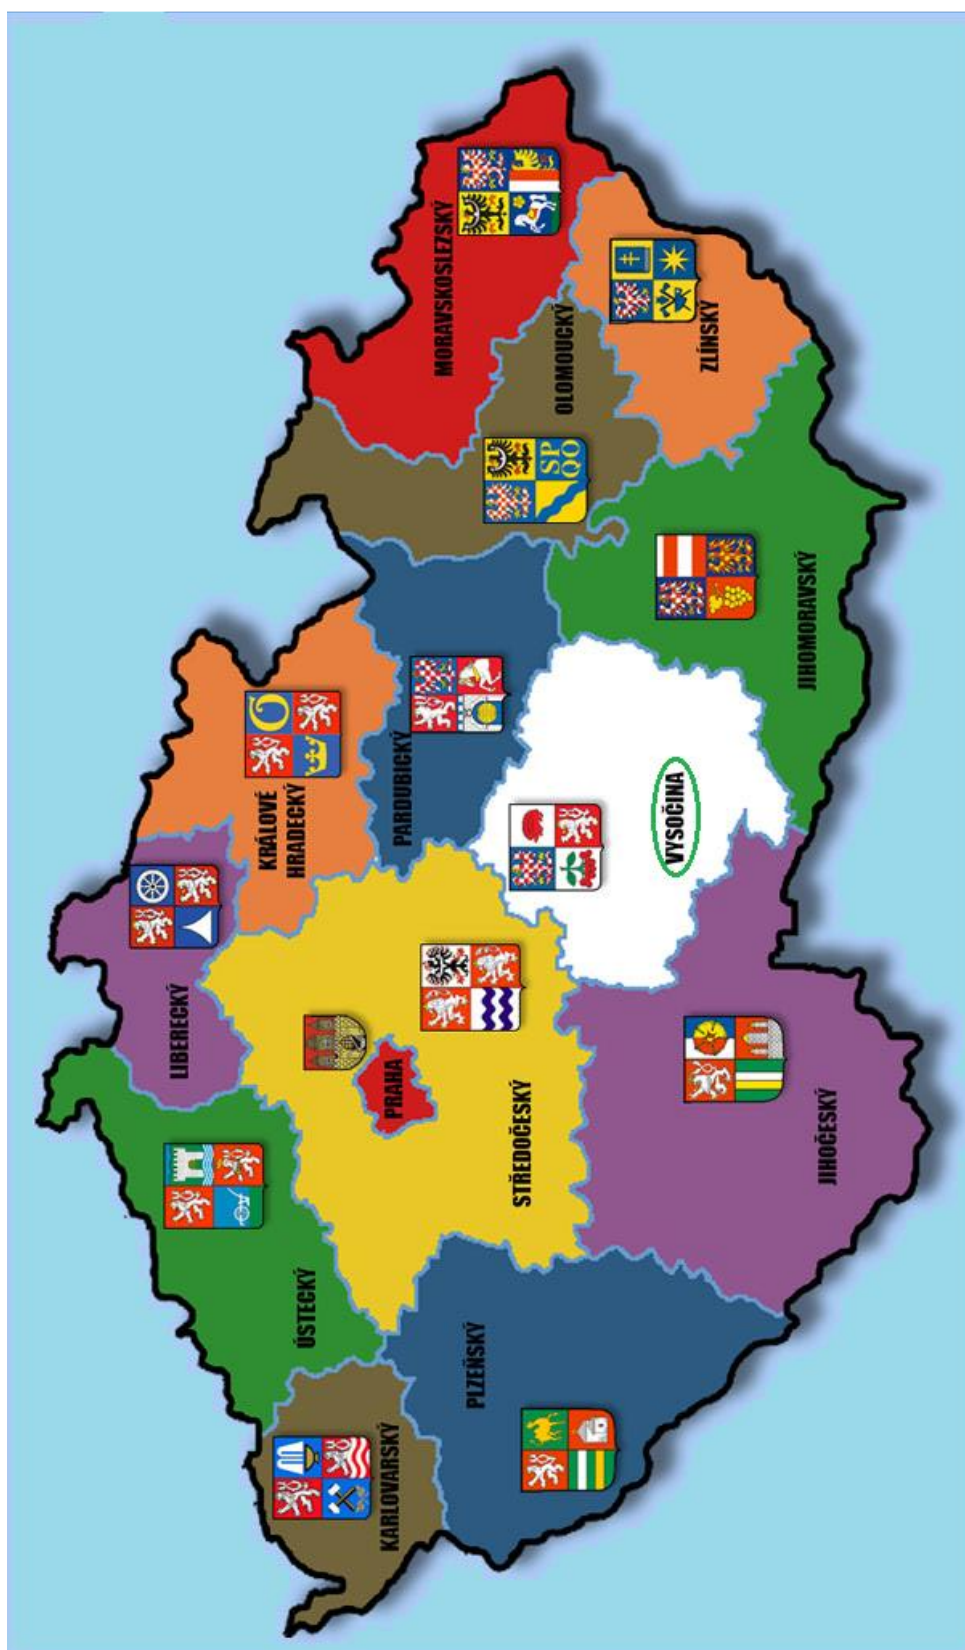 KARLOVARSKÝ
ÚSTECKÝ
LIBERECKÝ
KRÁLOVÉ
HRADECKÝ
PLZEŇSKÝ
PRAHA
STŘEDOČESKÝ
PARDUBICKÝ
JIHOČESKÝ
VYSOČINA
JIHOMORAVSKÝ
OLOMOUCKÝ
SP
QO
MORAVSKOSLEZSKÝ
ZLÍNSKÝ
G